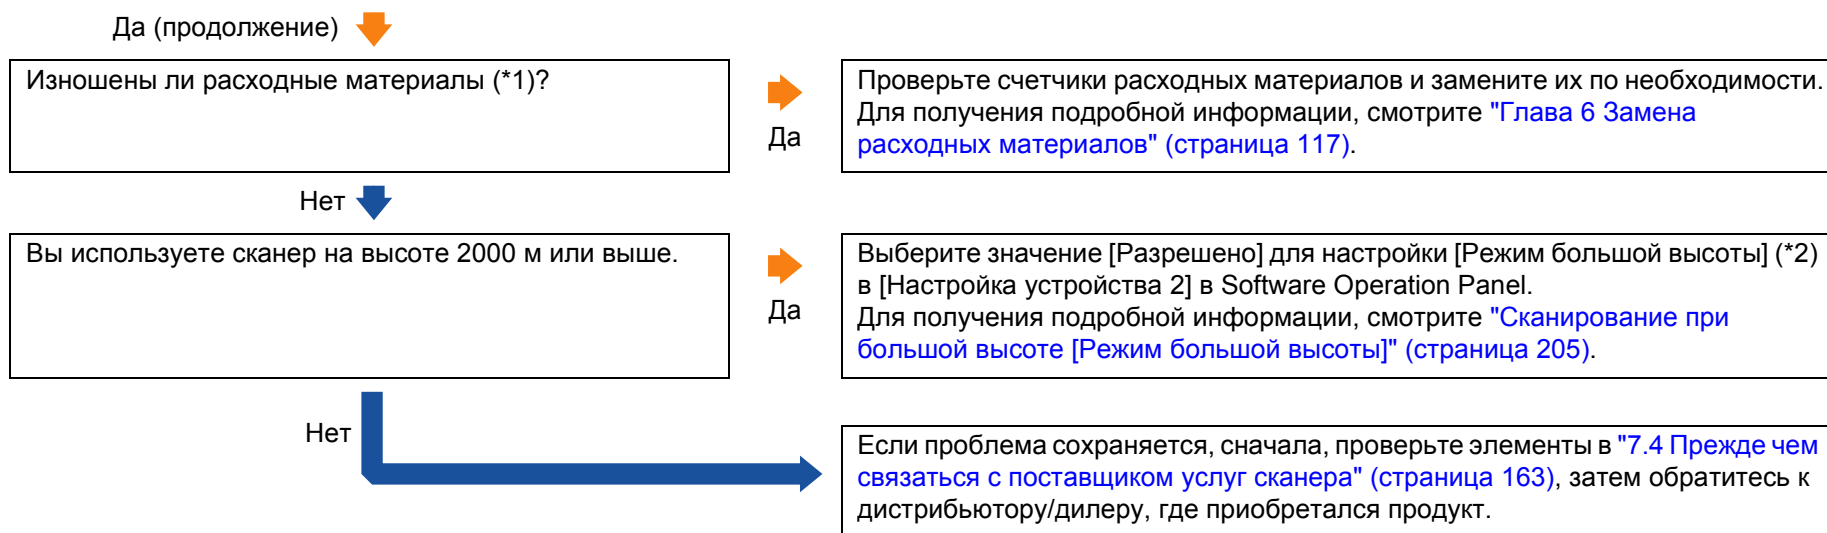 Да (продолжение)
Изношены ли расходные материалы (*1)?
Да
Проверьте счетчики расходных материалов и замените их по необходимости.
Для получения подробной информации, смотрите "Глава 6 Замена
расходных материалов" (страница 117).
Нет
Вы используете сканер на высоте 2000 м или выше.
Да
Выберите значение [Разрешено] для настройки [Режим большой высоты] (*2)
в [Настройка устройства 2] в Software Operation Panel.
Для получения подробной информации, смотрите "Сканирование при
большой высоте [Режим большой высоты]" (страница 205).
Нет
Если проблема сохраняется, сначала, проверьте элементы в "7.4 Прежде чем
связаться с поставщиком услуг сканера" (страница 163), затем обратитесь к
дистрибьютору/дилеру, где приобретался продукт.